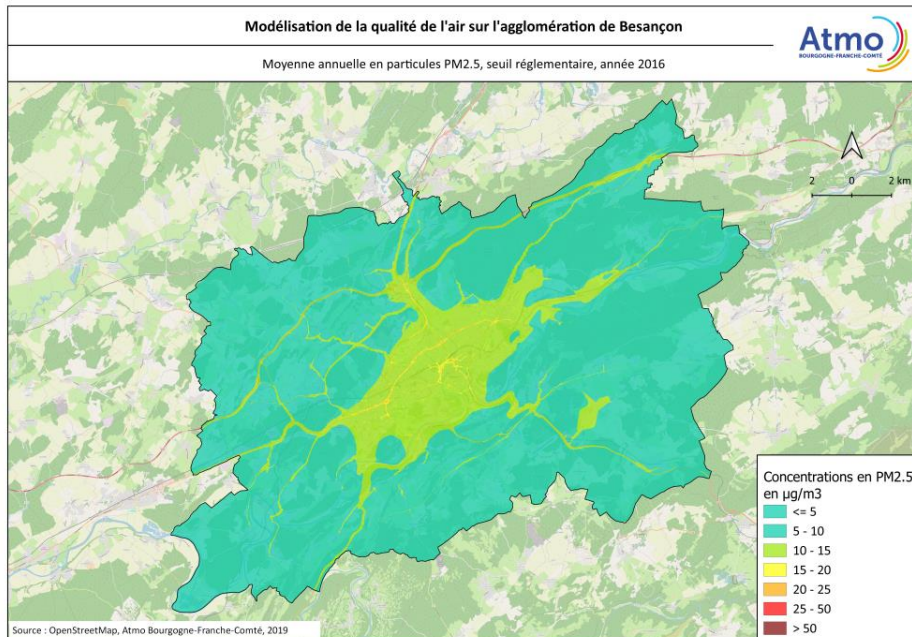 Modélisation de la qualité de l'air sur l'agglomération de Besançon
Moyenne annuelle en particules PM2.5, seuil réglementaire, année 2016
Atmo
BOURGOGNE-FRANCHE-COMTÉ
2 0 2 km
Concentrations en PM2.5
en µg/m3
<= 5
5 - 10
10 - 15
15 - 20
20 - 25
25 - 50
> 50
Source : OpenStreetMap, Atmo Bourgogne-Franche-Comté, 2019